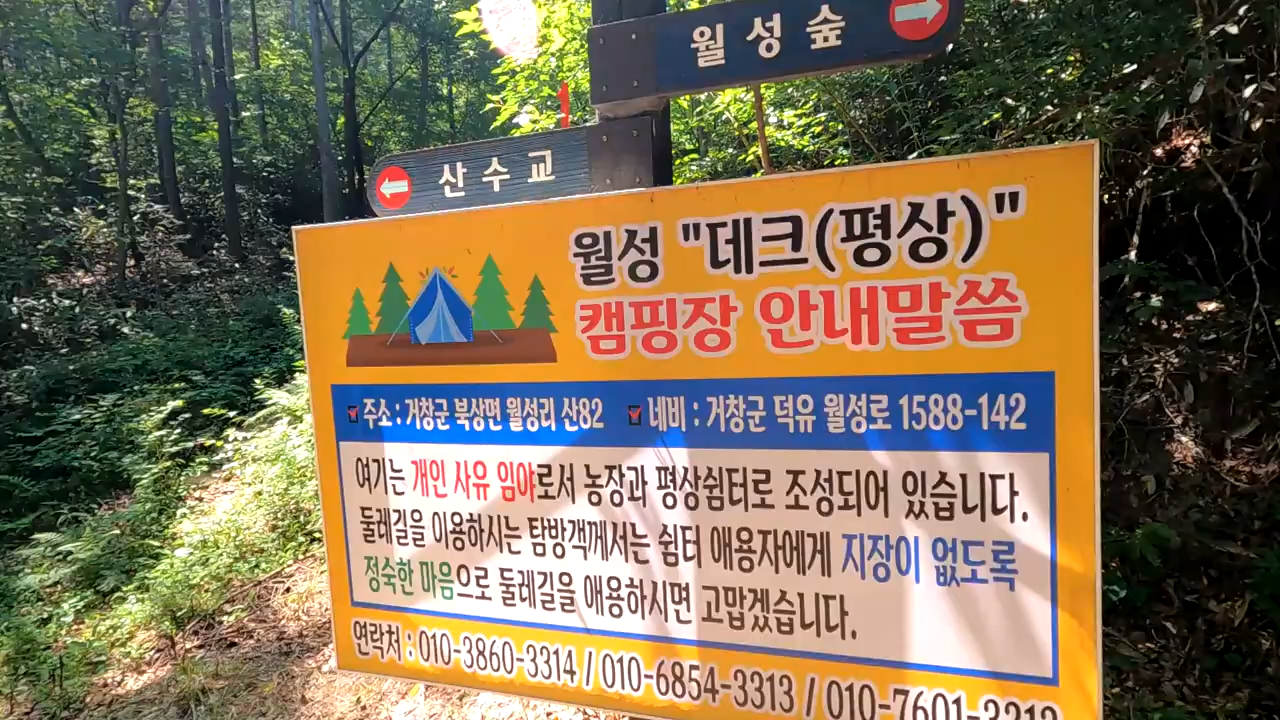 월성숲
산수교
월성 "데크(평상)"
캠핑장 안내말씀
주소 : 거창군 북상면 월성리 산82 네비 : 거창군 덕유 월성로 1588-142
여기는 개인 사유 임야로서 농장과 평상쉼터로 조성되어 있습니다.
둘레길을 이용하시는 탐방객께서는 쉼터 애용자에게 지장이 없도록
정숙한 마음으로 둘레길을 애용하시면 고맙겠습니다.
연락처 : 010-3860-3314 / 010-6854-3313 / 010-7601-3312